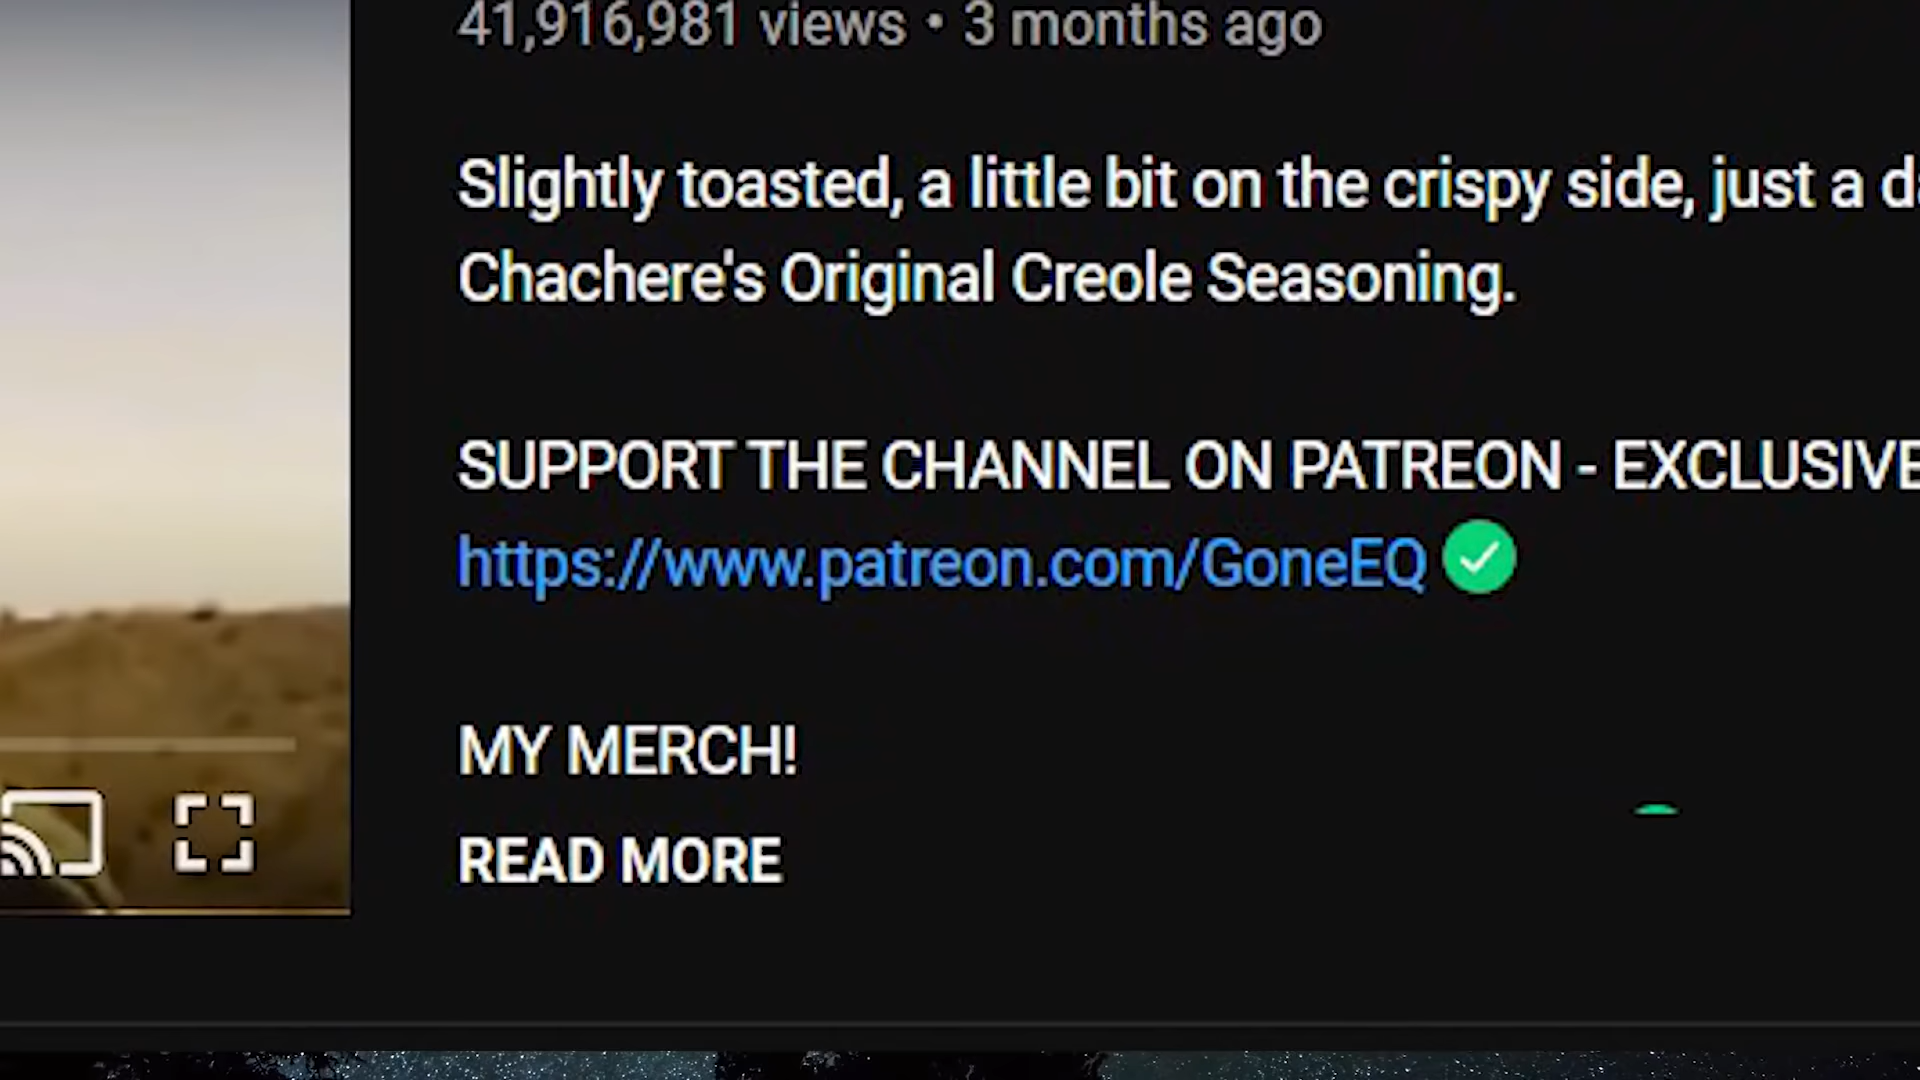 41,916,981 views • 3 months ago
Slightly toasted, a little bit on the crispy side, just a
Chachere's Original Creole Seasoning.
SUPPORT THE CHANNEL ON PATREON - EXCLUSIVE
https://www.patreon.com/GoneEQ
MY MERCH!
READ MORE